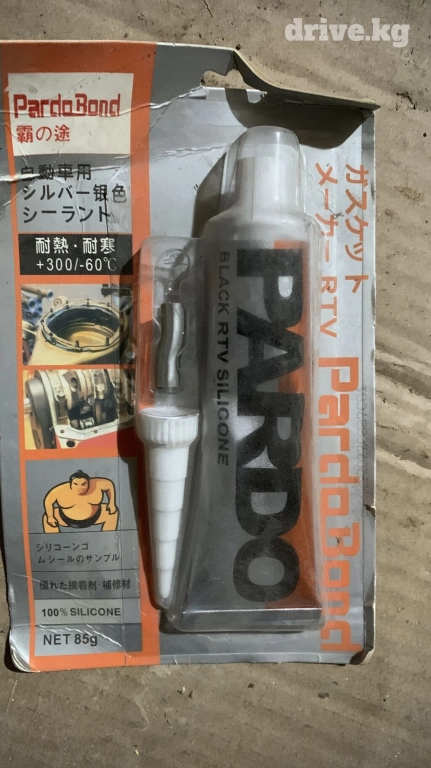 drive.kg
PardoBond
霸の途
自動車用
シルバー银色
シーラント
耐熱・耐寒
+300/-60℃
シリコーンゴ
ムシールのサンプル
優れた接着剤 補修材
100% SILICONE
NET 85g
PARDO
BLACK RTV SILICONE
ガスケット
メーカー RTV
PardoBond